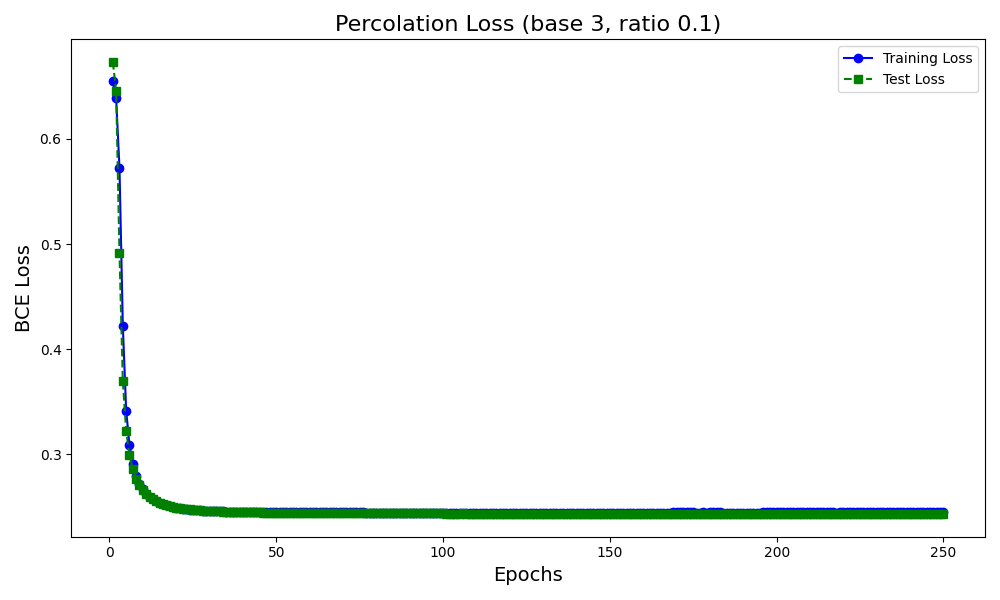 Percolation Loss (base 3, ratio 0.1)
Training Loss
Test Loss
BCE Loss
0.6
0.5
0.4
0.3
0 50 100 150 200 250
Epochs